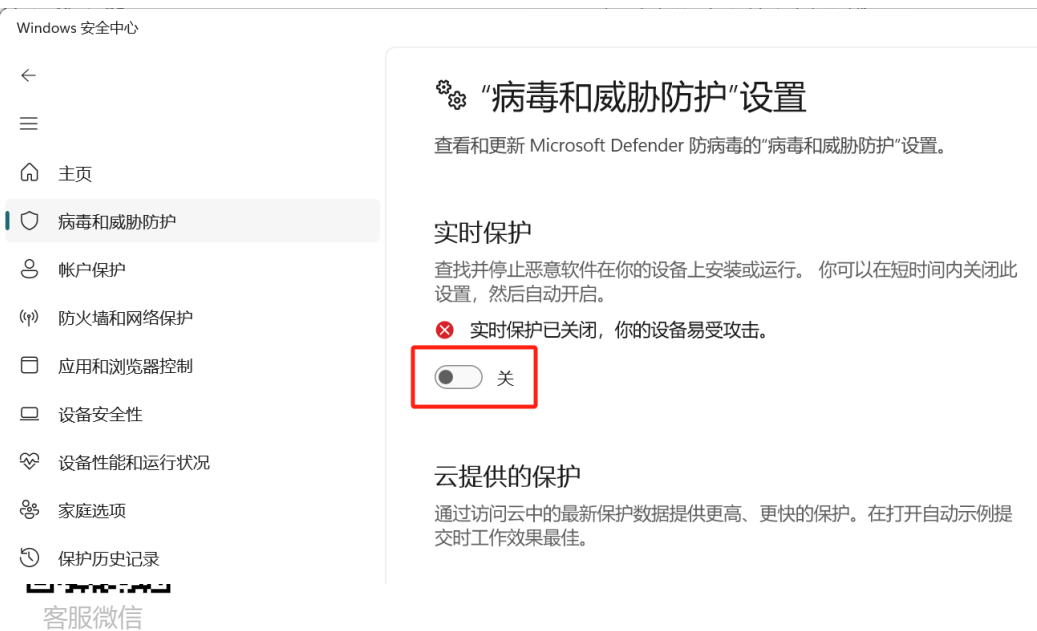 Windows 安全中心
主页
病毒和威胁防护
帐户保护
防火墙和网络保护
应用和浏览器控制
设备安全性
设备性能和运行状况
家庭选项
保护历史记录
客服微信
“病毒和威胁防护”设置
查看和更新 Microsoft Defender 防病毒的“病毒和威胁防护”设置。
实时保护
查找并停止恶意软件在你的设备上安装或运行。 你可以在短时间内关闭此
设置，然后自动开启。
实时保护已关闭，你的设备易受攻击。
关
云提供的保护
通过访问云中的最新保护数据提供更高、更快的保护。在打开自动示例提
交时工作效果最佳。